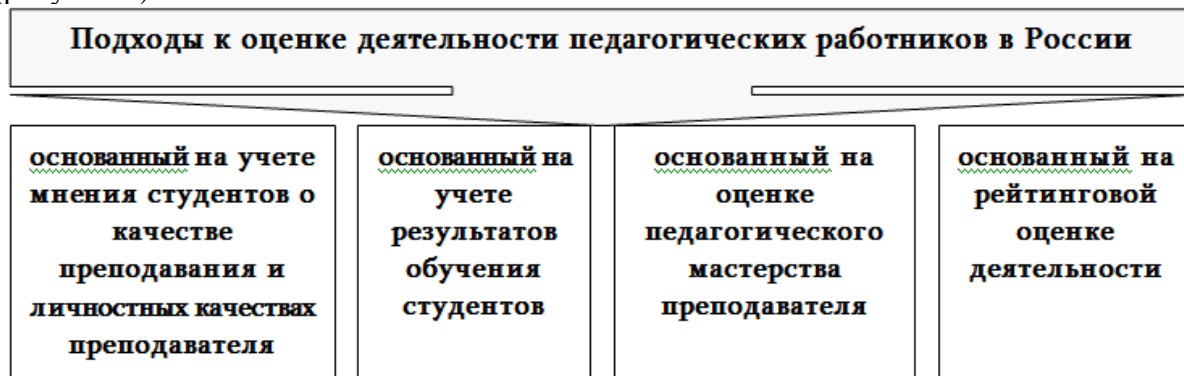 Подходы к оценке деятельности педагогических работников в России
основанный на учете
мнения студентов о
качестве
преподавания и
личностных качествах
преподавателя
основанный на
учете
результатов
обучения
студентов
основанный на
оценке
педагогического
мастерства
преподавателя
основанный на
рейтинговой
оценке
деятельности